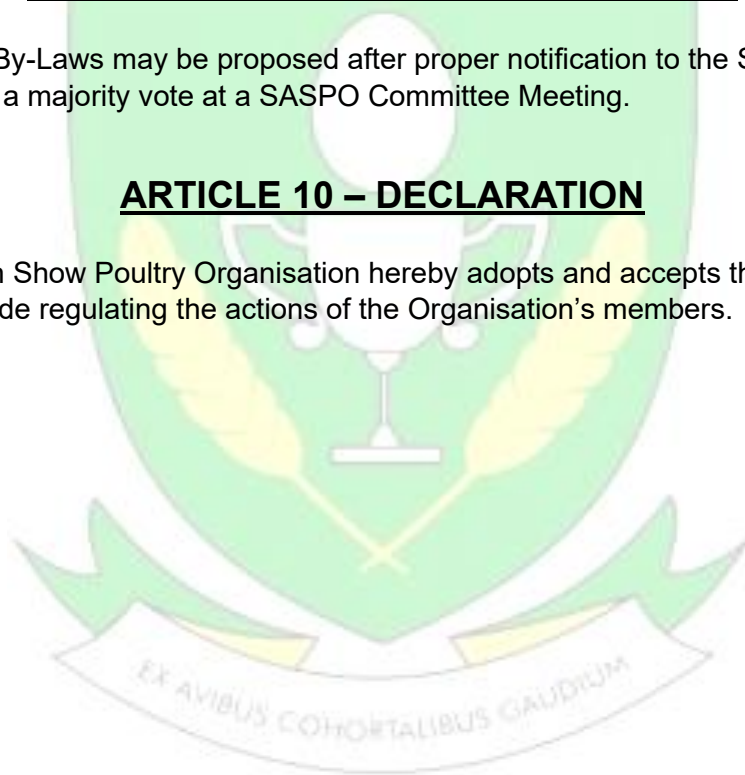 By-Laws may be proposed after proper notification to the S
a majority vote at a SASPO Committee Meeting.
ARTICLE 10 – DECLARATION
n Show Poultry Organisation hereby adopts and accepts th
de regulating the actions of the Organisation’s members.
EX AVIBUS COHORTALIBUS GAUDIUM